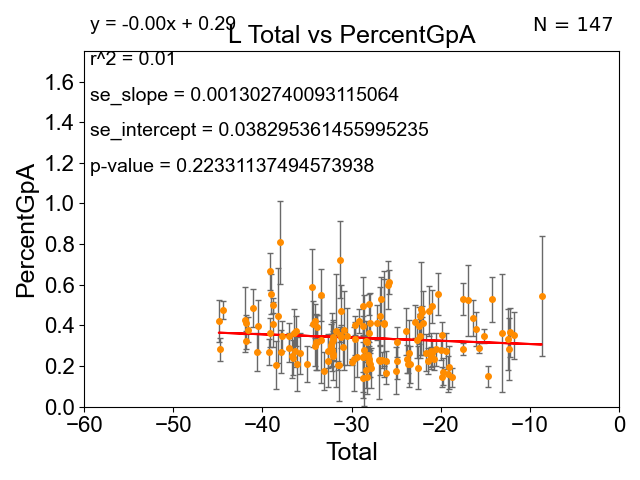 y = -0.00x + 0.29
N = 147
L Total vs PercentGpA
r^2 = 0.01
se_slope = 0.001302740093115064
se_intercept = 0.038295361455995235
p-value = 0.22331137494573938
PercentGpA
1.6
1.4
1.2
1.0
0.8
0.6
0.4
0.2
0.0
−60 −50 −40 −30 −20 −10 0
Total